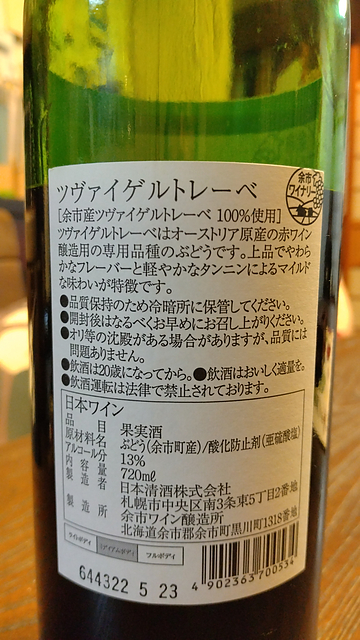 ツヴァイゲルトレーベ
余市
ワイナリー
[余市産ツヴァイゲルトレーベ 100%使用]
ツヴァイゲルトレーベはオーストリア原産の赤ワイン
醸造用の専用品種のぶどうです。上品でやわら
かなフレーバーと軽やかなタンニンによるマイルド
な味わいが特徴です。
●品質保持のため冷暗所に保管してください。
●開封後はなるべくお早めにお召し上がりください。
●オリ等の沈殿がある場合がありますが、品質には
問題ありません。
●飲酒は20歳になってから。●飲酒はおいしく適量を。
●飲酒運転は法律で禁止されております。
日本ワイン
品目 果実酒
原材料名 ぶどう(余市町産)/酸化防止剤(亜硫酸塩)
アルコール分 13%
内容量 720mℓ
製造者 日本清酒株式会社
札幌市中央区南3条東5丁目2番地
製造所 余市ワイン醸造所
北海道余市郡余市町黒川町1318番地
ライトボディ ミディアムボディ フルボディ
644322 5 23
4 902363 700534